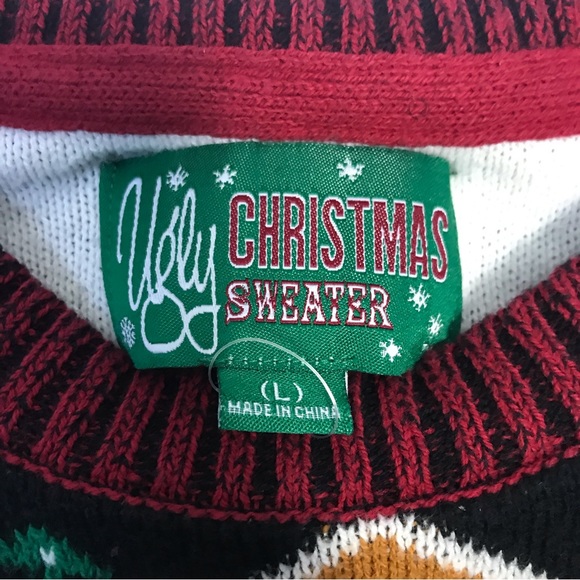 Ugly CHRISTMAS
SWEATER
(L)
MADE IN CHINA